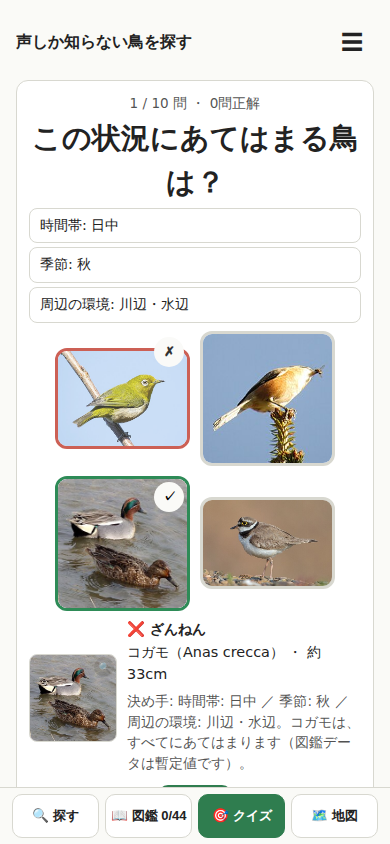 声しか知らない鳥を探す
☰
1 / 10 問 ・ 0問正解
この状況にあてはまる鳥
は？
時間帯: 日中
季節: 秋
周辺の環境: 川辺・水辺
✗
✓
❌ ざんねん
コガモ（Anas crecca） ・ 約
33cm
決め手: 時間帯: 日中 ／ 季節: 秋 ／
周辺の環境: 川辺・水辺。コガモは、
すべてにあてはまります（図鑑デー
タは暫定値です）。
🔍 探す
📖 図鑑 0/44
🎯 クイズ
🗺️ 地図